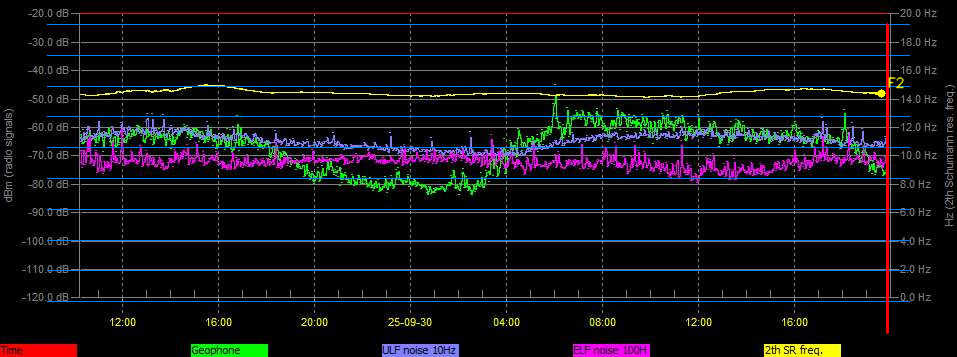 -20.0 dB 20.0 Hz
-30.0 dB 18.0 Hz
-40.0 dB 16.0 Hz
F2
-50.0 dB 14.0 Hz
-60.0 dB 12.0 Hz
-70.0 dB 10.0 Hz
-80.0 dB 8.0 Hz
-90.0 dB 6.0 Hz
-100.0 dB 4.0 Hz
-110.0 dB 2.0 Hz
-120.0 dB 0.0 Hz
dBm (radio signals)
Hz (2th Schumann res. freq.)
12:00 16:00 20:00 25-09-30 04:00 08:00 12:00 16:00
Time Geophone ULF noise 10Hz ELF noise 100H 2th SR freq.